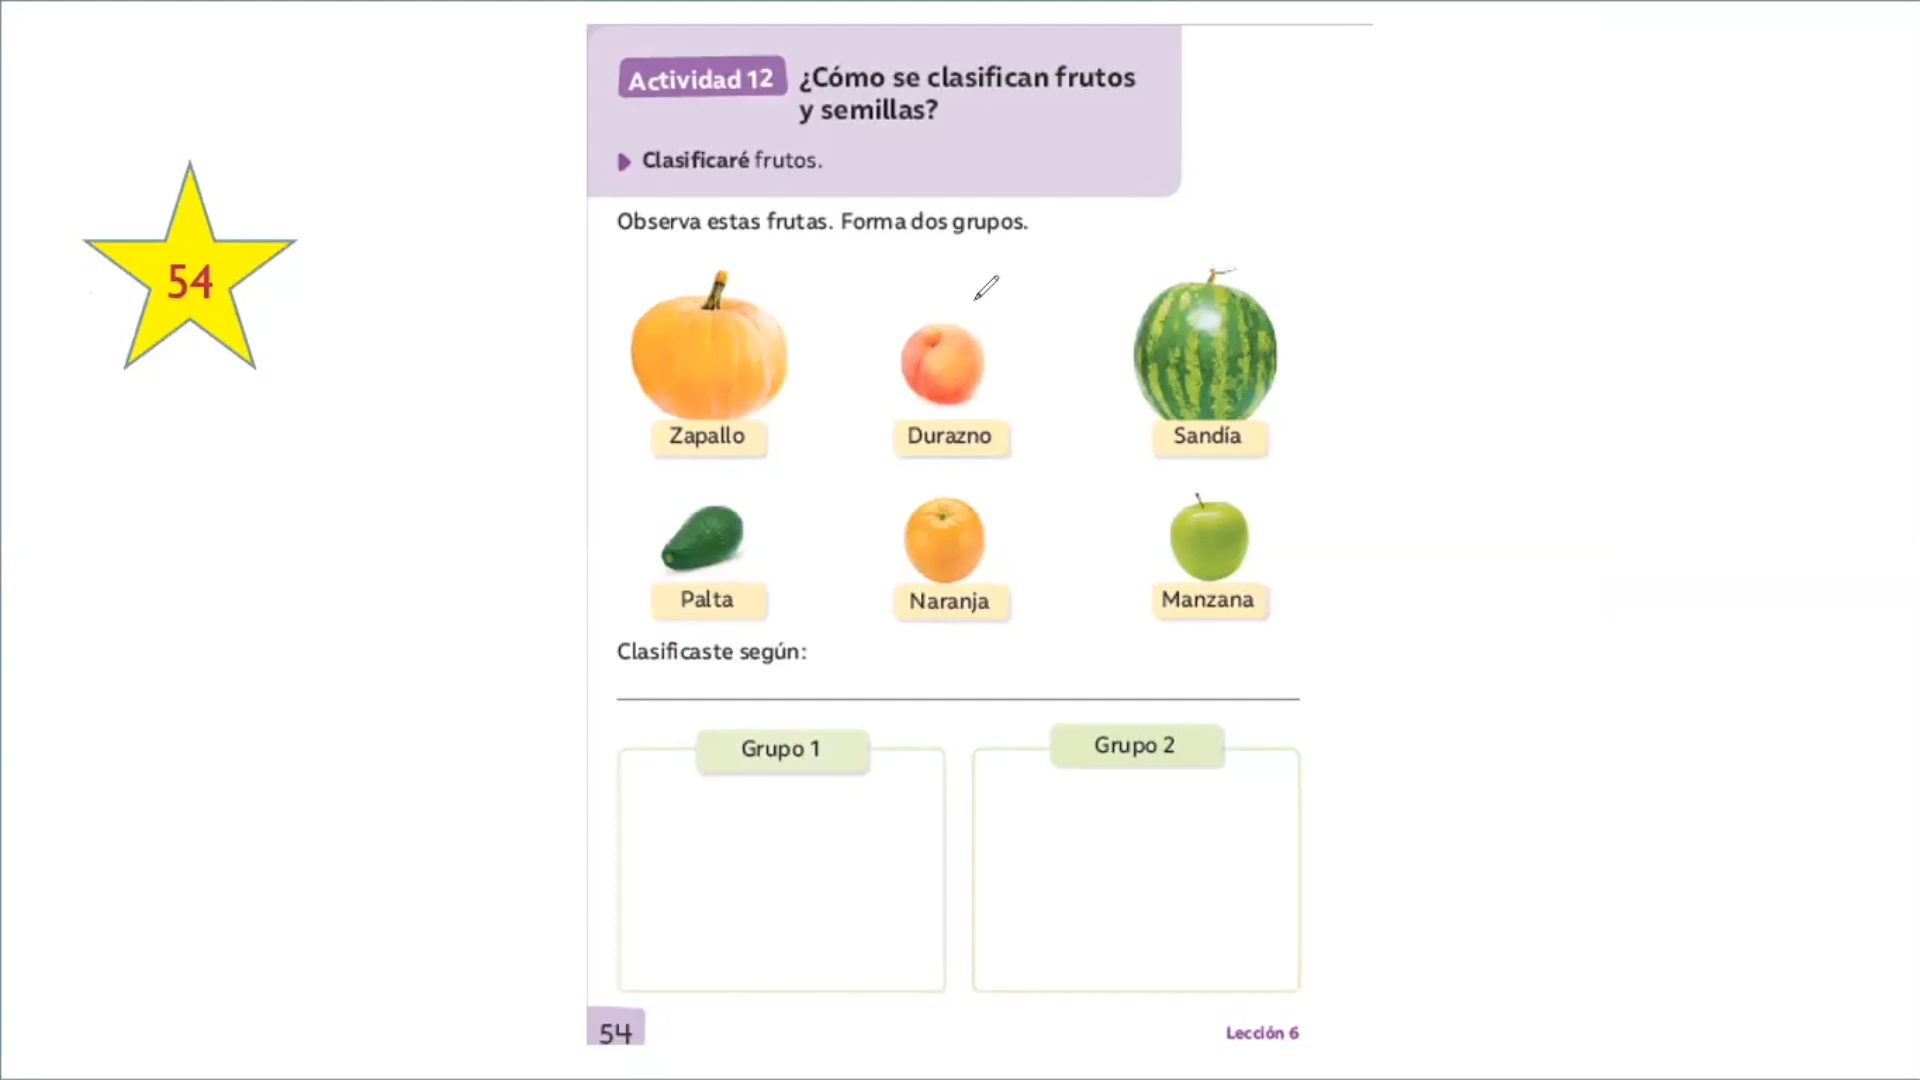 54
Actividad 12
¿Cómo se clasifican frutos
y semillas?
Clasificaré frutos.
Observa estas frutas. Forma dos grupos.
Zapallo
Durazno
Sandía
Palta
Naranja
Manzana
Clasificaste según:
Grupo 1
Grupo 2
54
Lección 6